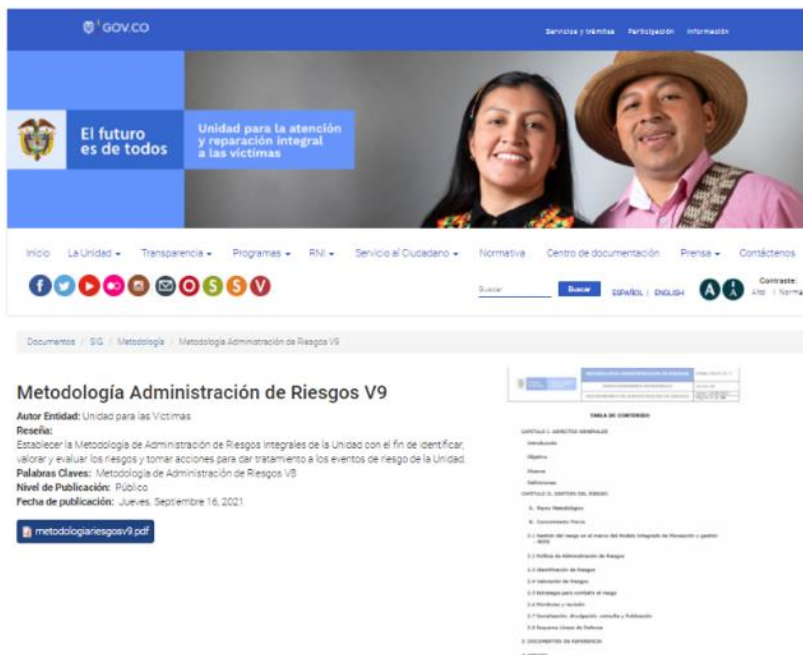 GOV.CO
Servicios y trámites Participación Información
El futuro
es de todos
Unidad para la atención
y reparación integral
a las víctimas
Inicio La Unidad Transparencia Programas RNI Servicio al Ciudadano Normativa Centro de documentación Prensa Contáctenos
Buscar Buscar ESPAÑOL | ENGLISH A Contraste:
Alto | Norma
Documentos / SIG / Metodología / Metodología Administración de Riesgos V9
Metodología Administración de Riesgos V9
Autor Entidad: Unidad para las Víctimas
Reseña:
Establecer la Metodología de Administración de Riesgos Integrales de la Unidad con el fin de identificar,
valorar y evaluar los riesgos y tomar acciones para dar tratamiento a los eventos de riesgo de la Unidad.
Palabras Claves: Metodología de Administración de Riesgos V8
Nivel de Publicación: Público
Fecha de publicación: Jueves, Septiembre 16, 2021
metodologiariesgosv9.pdf
TABLA DE CONTENIDO
CAPITULO I. ASPECTOS GENERALES
Introducción
Objetivo
Alcance
Definiciones
CAPITULO II. GESTION DEL RIESGO
A. Marco Metodológico
2.1 Gestión del riesgo en el marco del Modelo Integrado de Planeación y gestión
- MIPG
2.2 Política de Administración de Riesgos
2.3 Identificación de Riesgos
2.4 Valoración de Riesgos
2.5 Estrategia para combatir el riesgo
2.6 Monitoreo y revisión
2.7 Socialización, divulgación, consulta y Publicación
2.8 Esquema Líneas de Defensa
3 DOCUMENTOS DE REFERENCIA